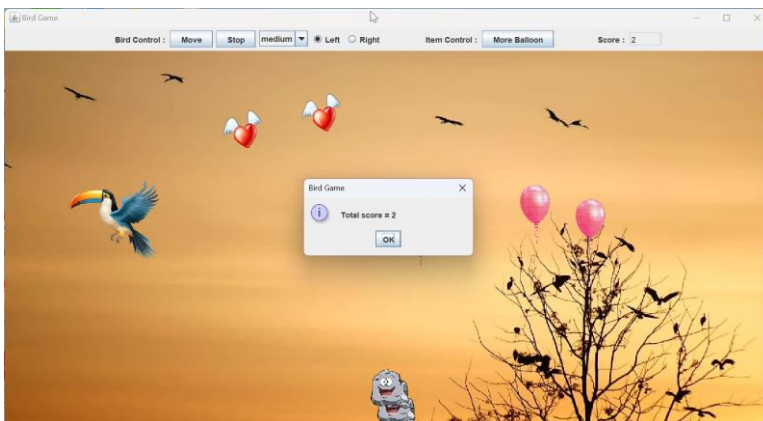 Bird Game
Bird Control : Move Stop medium Left Right Item Control : More Balloon Score : 2
Bird Game
Total score = 2
OK